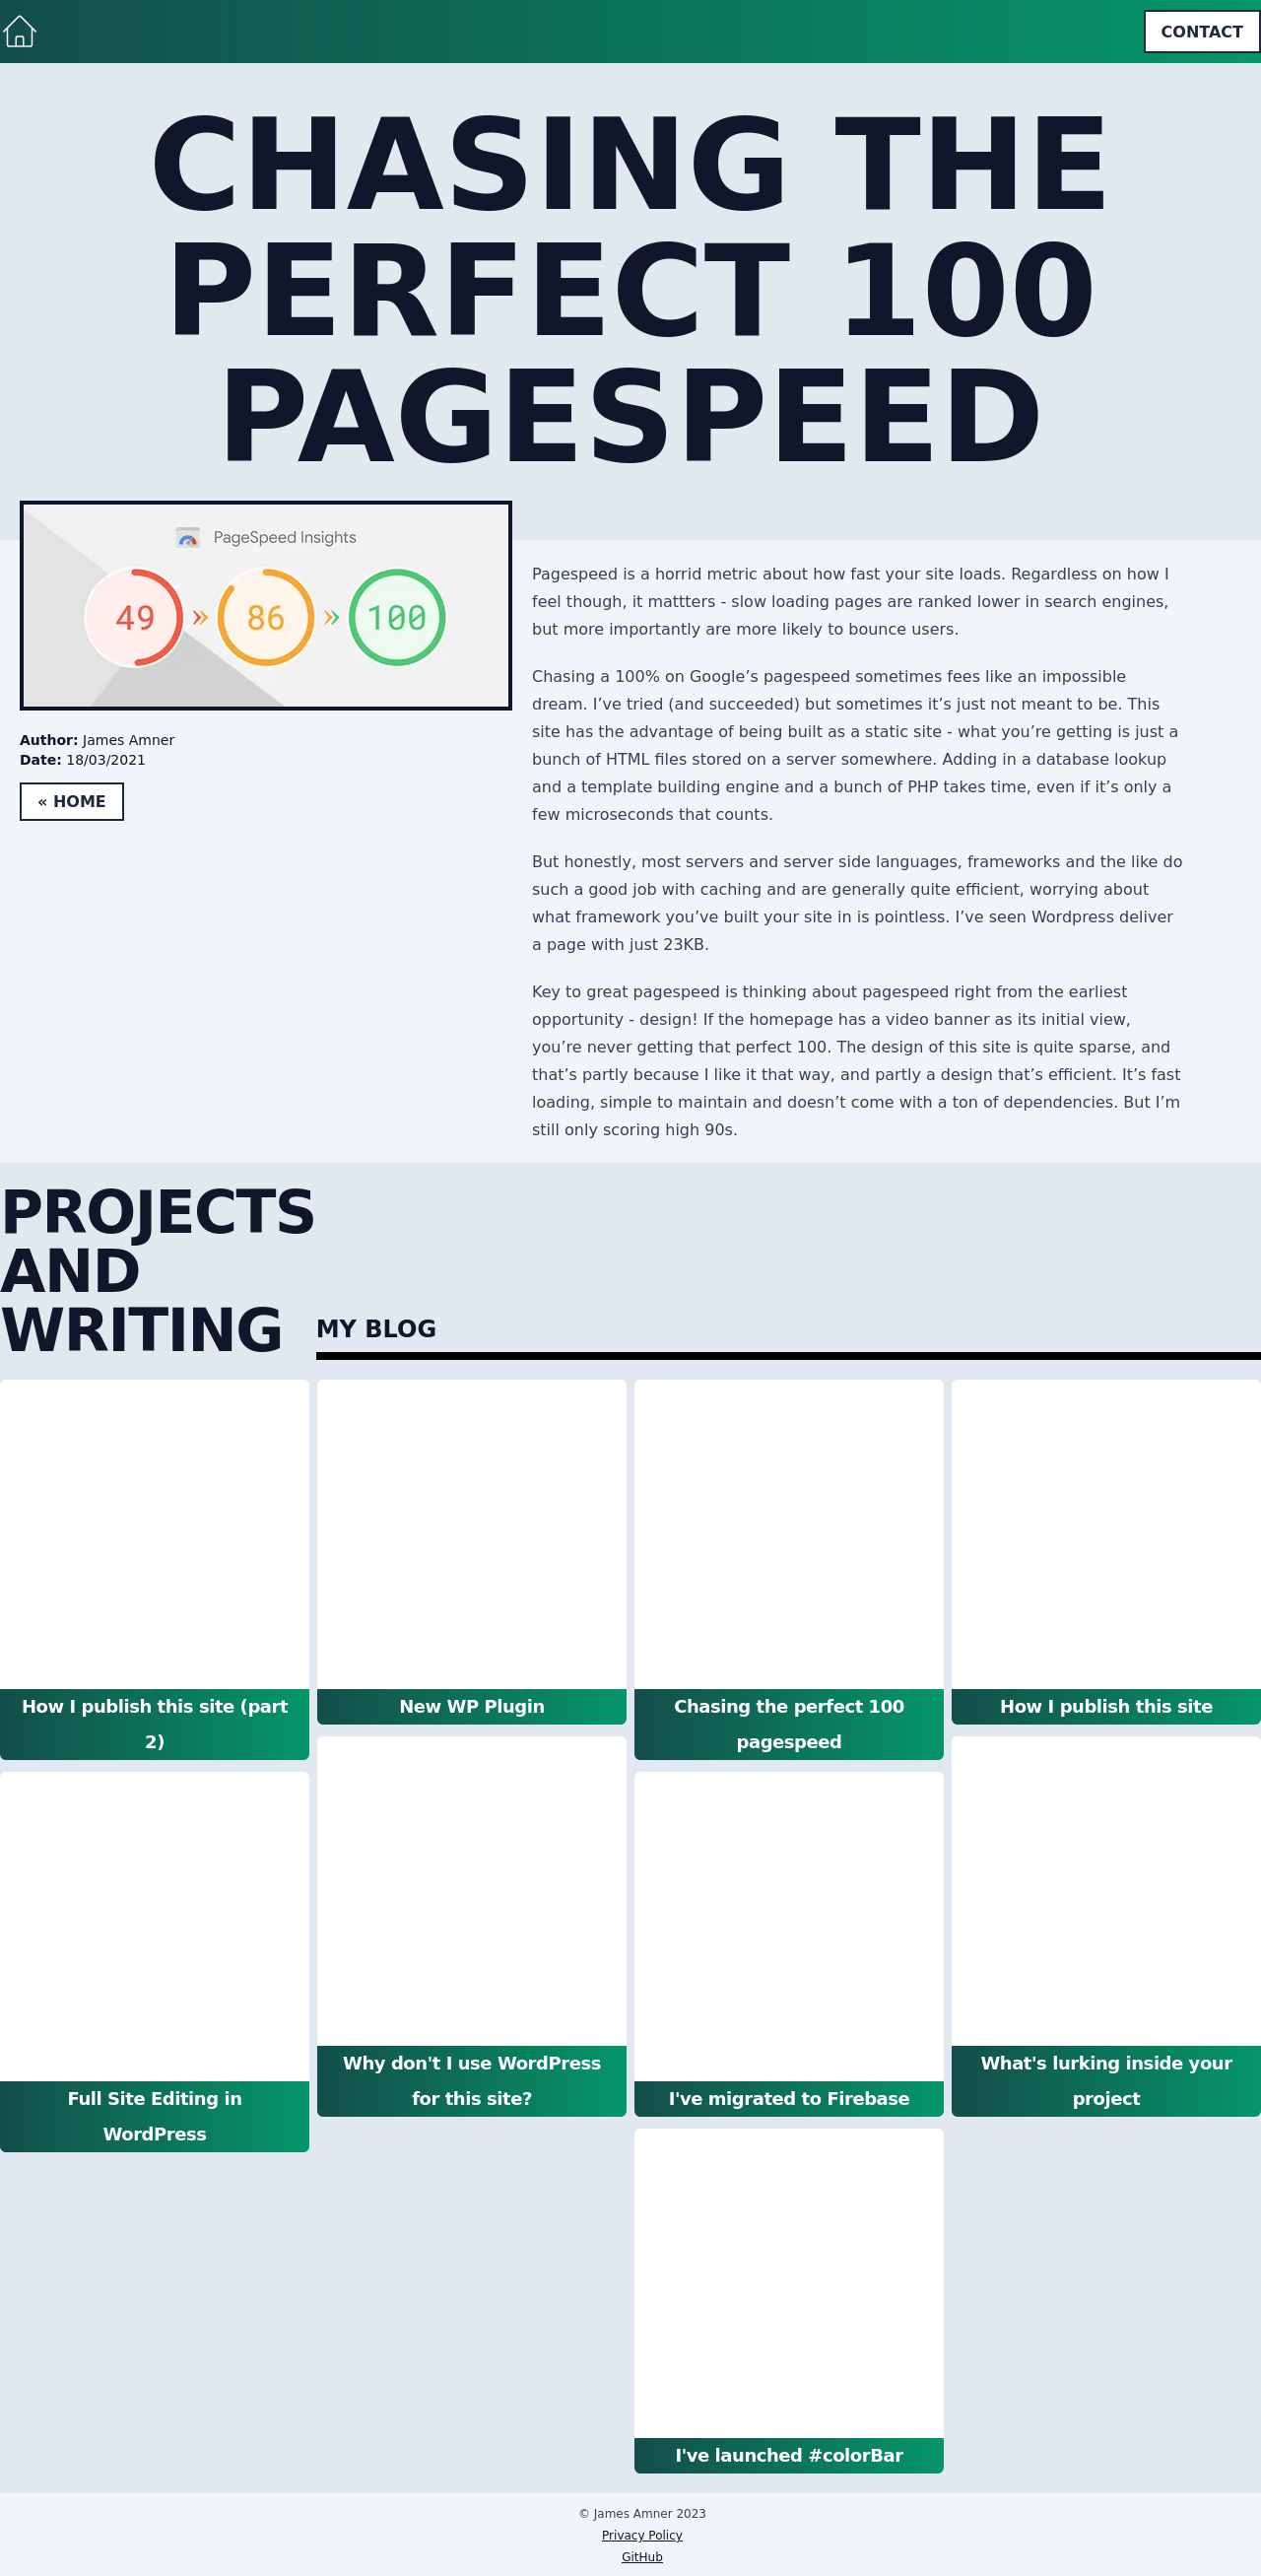 CONTACT
CHASING THE
PERFECT 100
PAGESPEED
PageSpeed Insights
49 » 86 » 100
Author: James Amner
Date: 18/03/2021
« HOME
Pagespeed is a horrid metric about how fast your site loads. Regardless on how I
feel though, it mattters - slow loading pages are ranked lower in search engines,
but more importantly are more likely to bounce users.
Chasing a 100% on Google’s pagespeed sometimes fees like an impossible
dream. I’ve tried (and succeeded) but sometimes it’s just not meant to be. This
site has the advantage of being built as a static site - what you’re getting is just a
bunch of HTML files stored on a server somewhere. Adding in a database lookup
and a template building engine and a bunch of PHP takes time, even if it’s only a
few microseconds that counts.
But honestly, most servers and server side languages, frameworks and the like do
such a good job with caching and are generally quite efficient, worrying about
what framework you’ve built your site in is pointless. I’ve seen Wordpress deliver
a page with just 23KB.
Key to great pagespeed is thinking about pagespeed right from the earliest
opportunity - design! If the homepage has a video banner as its initial view,
you’re never getting that perfect 100. The design of this site is quite sparse, and
that’s partly because I like it that way, and partly a design that’s efficient. It’s fast
loading, simple to maintain and doesn’t come with a ton of dependencies. But I’m
still only scoring high 90s.
PROJECTS
AND
WRITING
MY BLOG
How I publish this site (part
2)
New WP Plugin
Chasing the perfect 100
pagespeed
How I publish this site
Full Site Editing in
WordPress
Why don't I use WordPress
for this site?
I've migrated to Firebase
What's lurking inside your
project
I've launched #colorBar
© James Amner 2023
Privacy Policy
GitHub